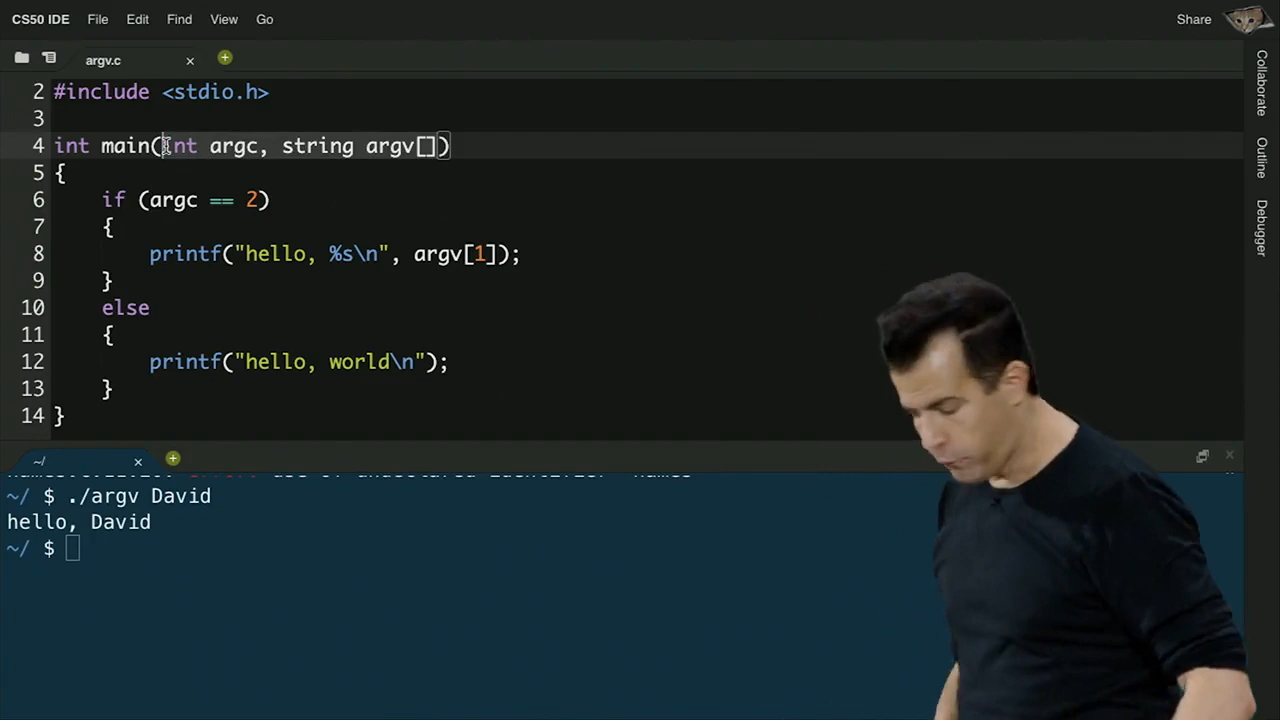 CS50 IDE File Edit Find View Go Share
argv.c
2 #include <stdio.h>
3
4 int main(int argc, string argv[])
5 {
6 if (argc == 2)
7 {
8 printf("hello, %s\n", argv[1]);
9 }
10 else
11 {
12 printf("hello, world\n");
13 }
14 }
~/
~/ $ ./argv David
hello, David
~/ $
Collaborate
Outline
Debugger